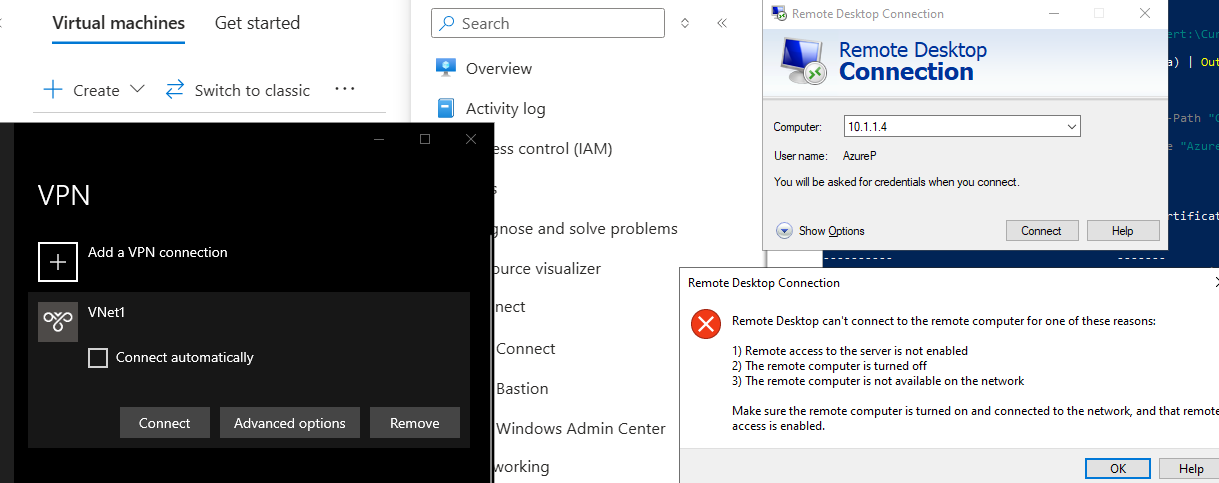 Virtual machines
Get started
Create
Switch to classic
...
VPN
Add a VPN connection
VNet1
Connect automatically
Connect
Advanced options
Remove
Search
Overview
Activity log
ess control (IAM)
s
gnose and solve problems
ource visualizer
nect
Connect
Bastion
Windows Admin Center
working
Remote Desktop Connection
Remote Desktop
Connection
Computer:
10.1.1.4
User name:
AzureP
You will be asked for credentials when you connect.
Show Options
Connect
Help
ert:\Cur
a) | Out
-Path "C
e "Azure
ertificat
----------
-------
Remote Desktop Connection
Remote Desktop can't connect to the remote computer for one of these reasons:
1) Remote access to the server is not enabled
2) The remote computer is turned off
3) The remote computer is not available on the network
Make sure the remote computer is turned on and connected to the network, and that remote
access is enabled.
OK
Help